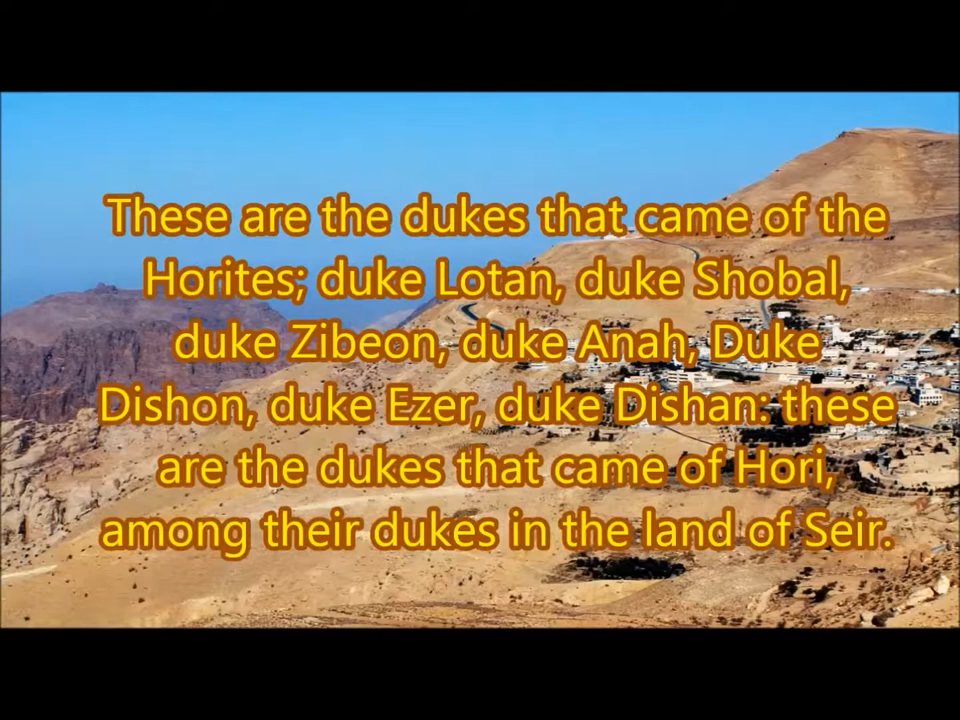 These are the dukes that came of the
Horites; duke Lotan, duke Shobal,
duke Zibeon, duke Anah, Duke
Dishon, duke Ezer, duke Dishan: these
are the dukes that came of Hori,
among their dukes in the land of Seir.